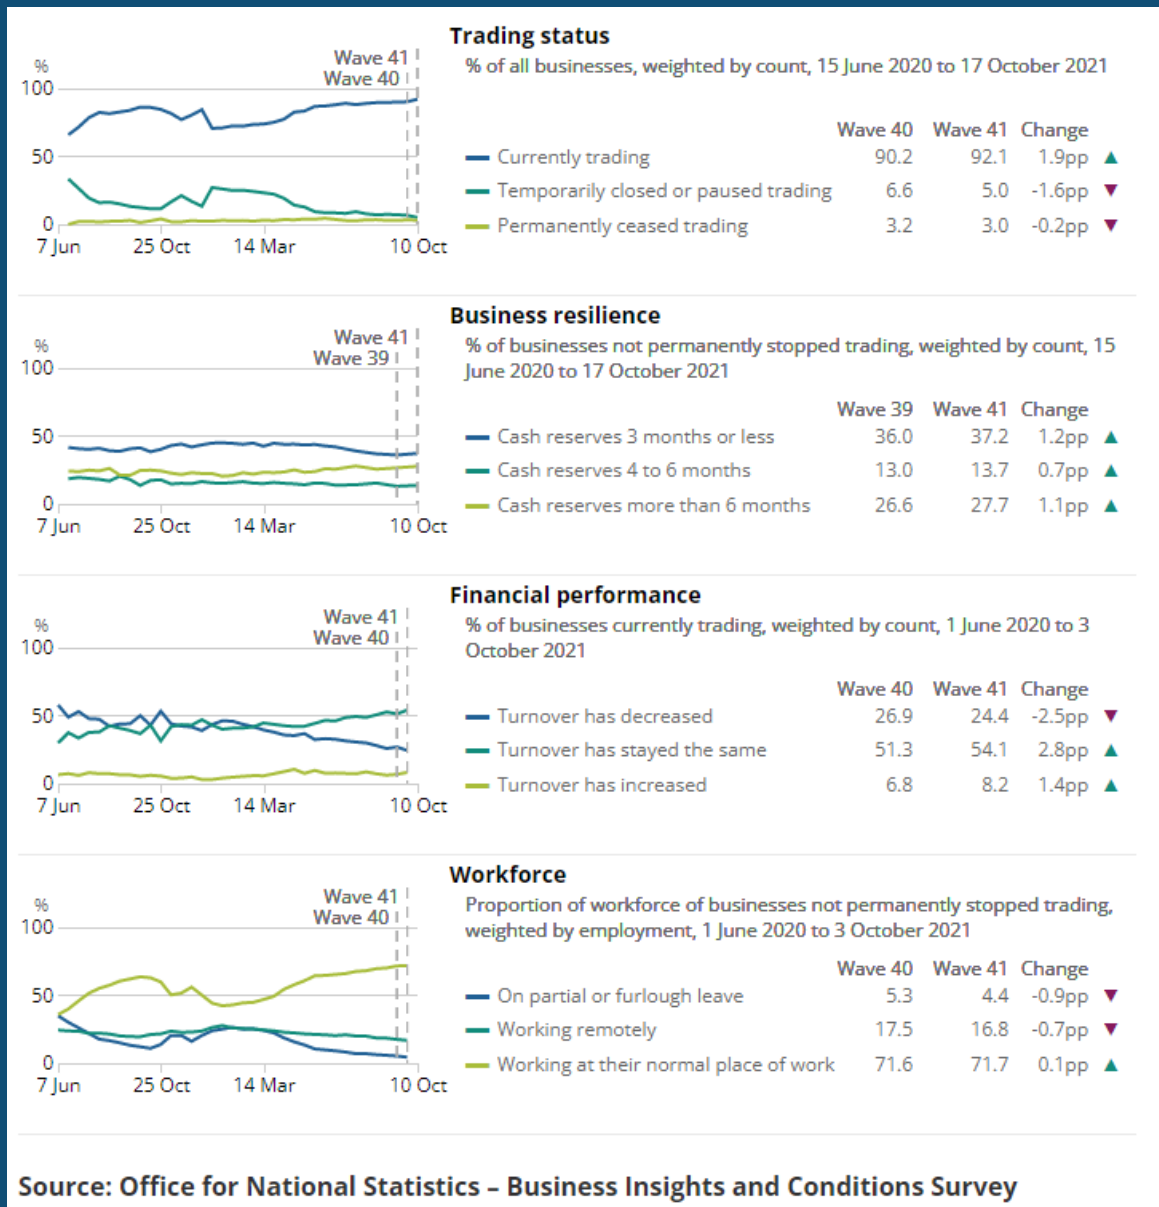 Trading status
% of all businesses, weighted by count, 15 June 2020 to 17 October 2021
%
Wave 41
Wave 40
100
50
0
7 Jun 25 Oct 14 Mar 10 Oct
Wave 40 Wave 41 Change
Currently trading 90.2 92.1 1.9pp ▲
Temporarily closed or paused trading 6.6 5.0 -1.6pp ▼
Permanently ceased trading 3.2 3.0 -0.2pp ▼
Business resilience
% of businesses not permanently stopped trading, weighted by count, 15
June 2020 to 17 October 2021
%
Wave 41
Wave 39
100
50
0
7 Jun 25 Oct 14 Mar 10 Oct
Wave 39 Wave 41 Change
Cash reserves 3 months or less 36.0 37.2 1.2pp ▲
Cash reserves 4 to 6 months 13.0 13.7 0.7pp ▲
Cash reserves more than 6 months 26.6 27.7 1.1pp ▲
Financial performance
% of businesses currently trading, weighted by count, 1 June 2020 to 3
October 2021
%
Wave 41
Wave 40
100
50
0
7 Jun 25 Oct 14 Mar 10 Oct
Wave 40 Wave 41 Change
Turnover has decreased 26.9 24.4 -2.5pp ▼
Turnover has stayed the same 51.3 54.1 2.8pp ▲
Turnover has increased 6.8 8.2 1.4pp ▲
Workforce
Proportion of workforce of businesses not permanently stopped trading,
weighted by employment, 1 June 2020 to 3 October 2021
%
Wave 41
Wave 40
100
50
0
7 Jun 25 Oct 14 Mar 10 Oct
Wave 40 Wave 41 Change
On partial or furlough leave 5.3 4.4 -0.9pp ▼
Working remotely 17.5 16.8 -0.7pp ▼
Working at their normal place of work 71.6 71.7 0.1pp ▲
Source: Office for National Statistics – Business Insights and Conditions Survey